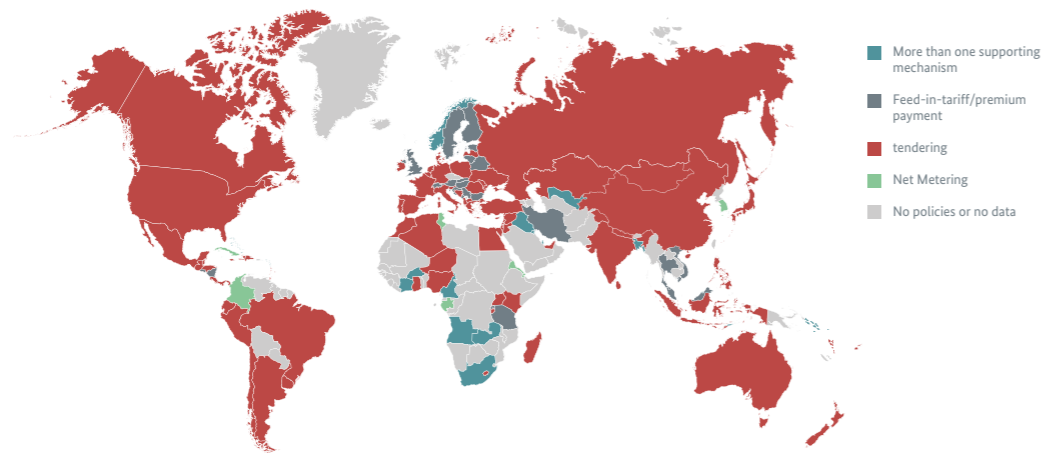 More than one supporting
mechanism
Feed-in-tariff/premium
payment
tendering
Net Metering
No policies or no data